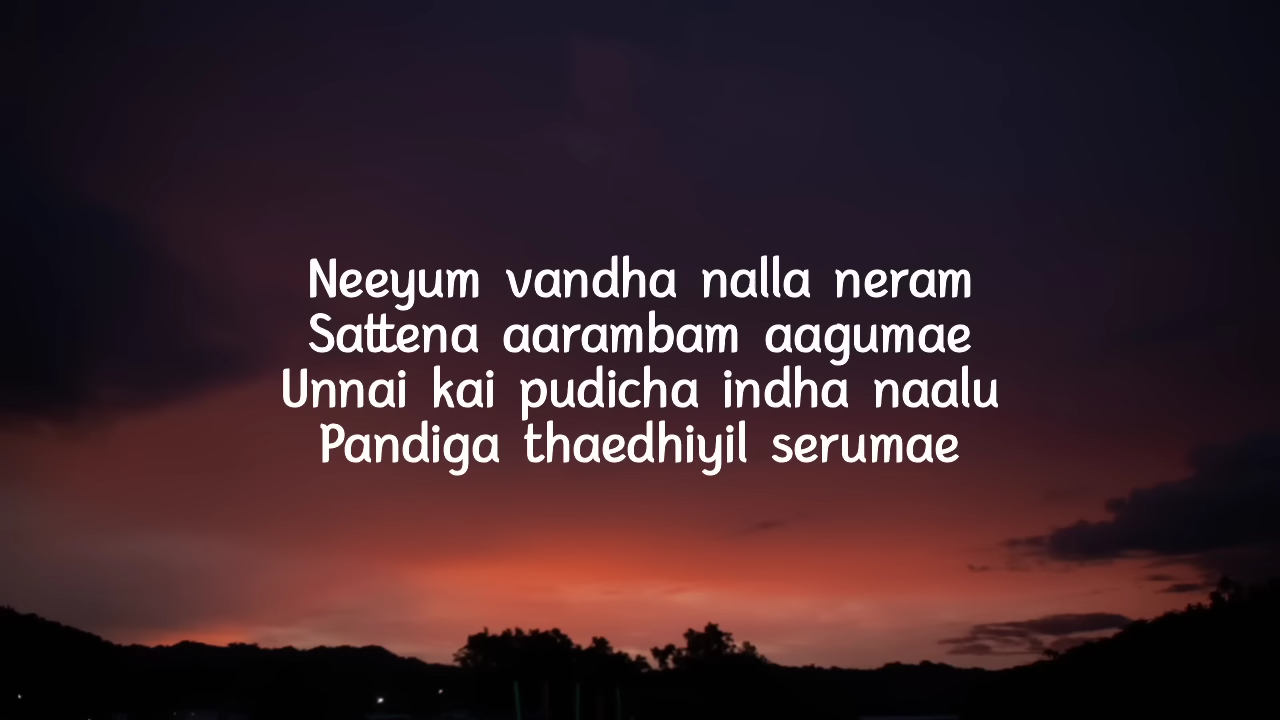 Neeyum vandha nalla neram
Sattena aarambam aagumae
Unnai kai pudicha indha naalu
Pandiga thaedhiyil serumae